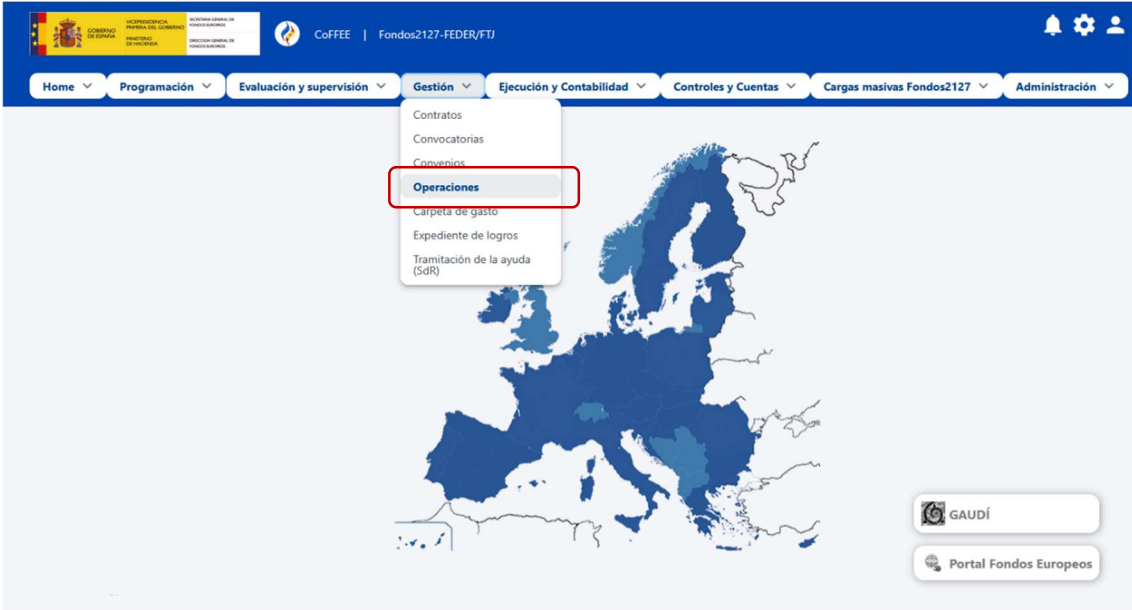 GOBIERNO
DE ESPAÑA
VICEPRESIDENCIA
PRIMERA DEL GOBIERNO
MINISTERIO
DE HACIENDA
SECRETARÍA GENERAL DE
FONDOS EUROPEOS
DIRECCIÓN GENERAL DE
FONDOS EUROPEOS
CoFFEE | Fondos2127-FEDER/FTJ
Home Programación Evaluación y supervisión Gestión Ejecución y Contabilidad Controles y Cuentas Cargas masivas Fondos2127 Administración
Contratos
Convocatorias
Convenios
Operaciones
Carpeta de gasto
Expediente de logros
Tramitación de la ayuda
(SdR)
GAUDÍ
Portal Fondos Europeos